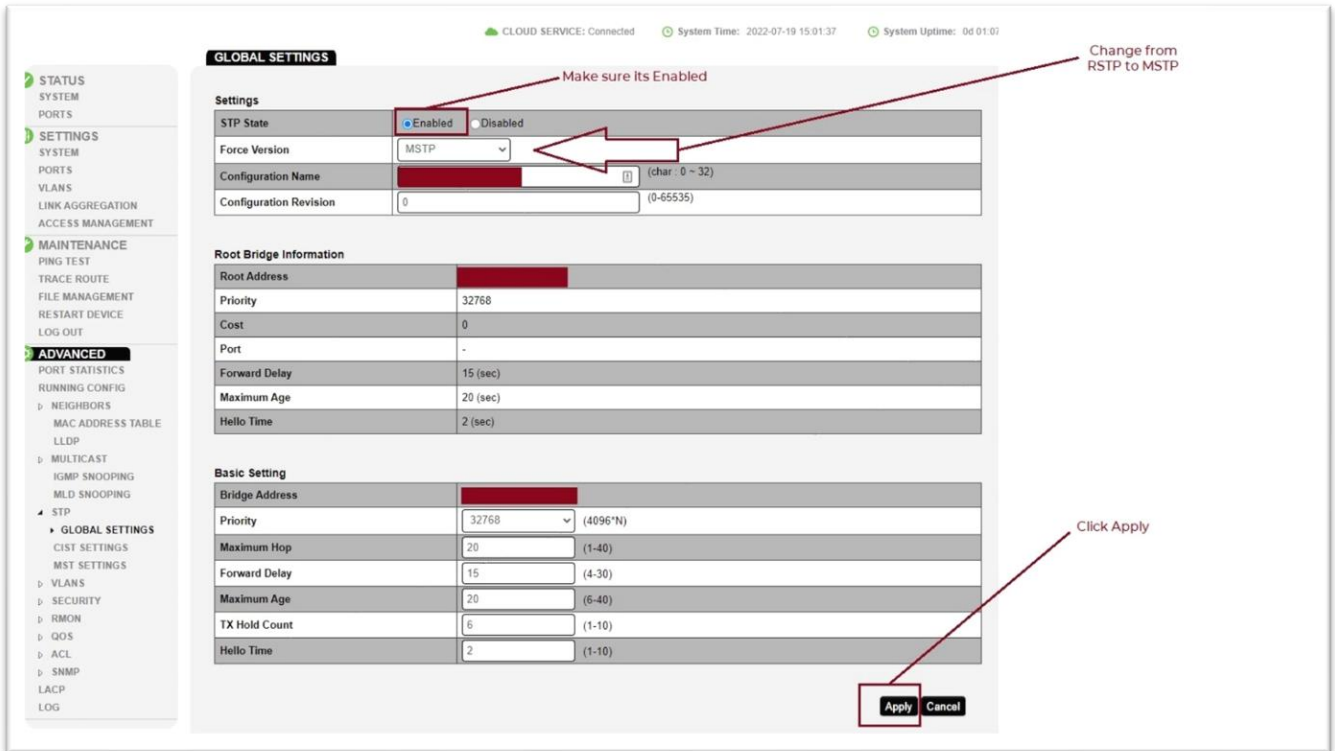 CLOUD SERVICE: Connected System Time: 2022-07-19 15:01:37 System Uptime: 0d 01:07
Change from
RSTP to MSTP
GLOBAL SETTINGS
Make sure its Enabled
STATUS
SYSTEM
PORTS
SETTINGS
SYSTEM
PORTS
VLANS
LINK AGGREGATION
ACCESS MANAGEMENT
MAINTENANCE
PING TEST
TRACE ROUTE
FILE MANAGEMENT
RESTART DEVICE
LOG OUT
ADVANCED
PORT STATISTICS
RUNNING CONFIG
NEIGHBORS
MAC ADDRESS TABLE
LLDP
MULTICAST
IGMP SNOOPING
MLD SNOOPING
STP
GLOBAL SETTINGS
CIST SETTINGS
MST SETTINGS
VLANS
SECURITY
RMON
QOS
ACL
SNMP
LACP
LOG
Settings
STP State Enabled Disabled
Force Version MSTP
Configuration Name (char : 0 ~ 32)
Configuration Revision 0 (0-65535)
Root Bridge Information
Root Address
Priority 32768
Cost 0
Port -
Forward Delay 15 (sec)
Maximum Age 20 (sec)
Hello Time 2 (sec)
Basic Setting
Bridge Address
Priority 32768 (4096*N)
Maximum Hop 20 (1-40)
Forward Delay 15 (4-30)
Maximum Age 20 (6-40)
TX Hold Count 6 (1-10)
Hello Time 2 (1-10)
Click Apply
Apply Cancel